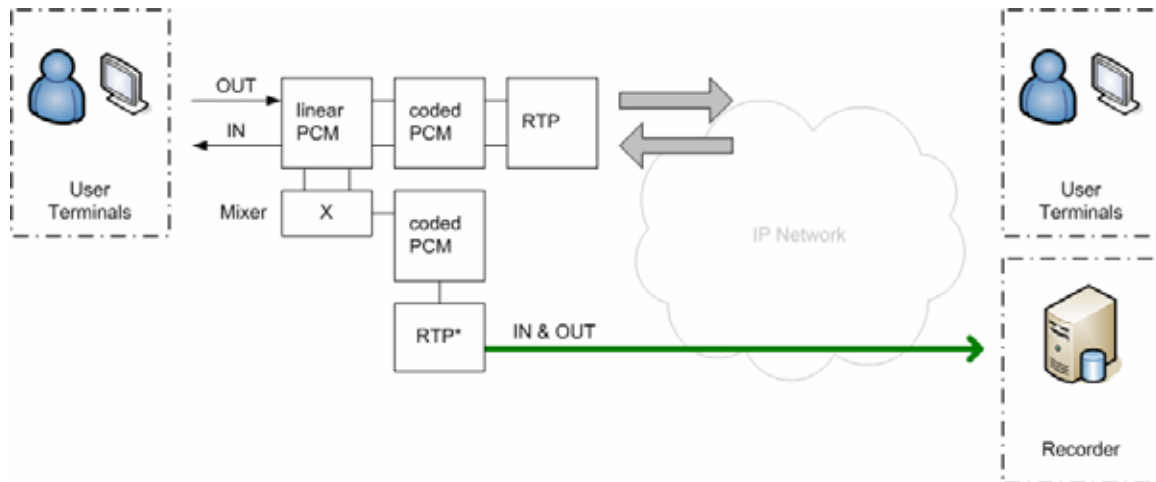 OUT
IN
linear
PCM
coded
PCM
RTP
User
Terminals
Mixer
X
coded
PCM
RTP*
IN & OUT
IP Network
User
Terminals
Recorder